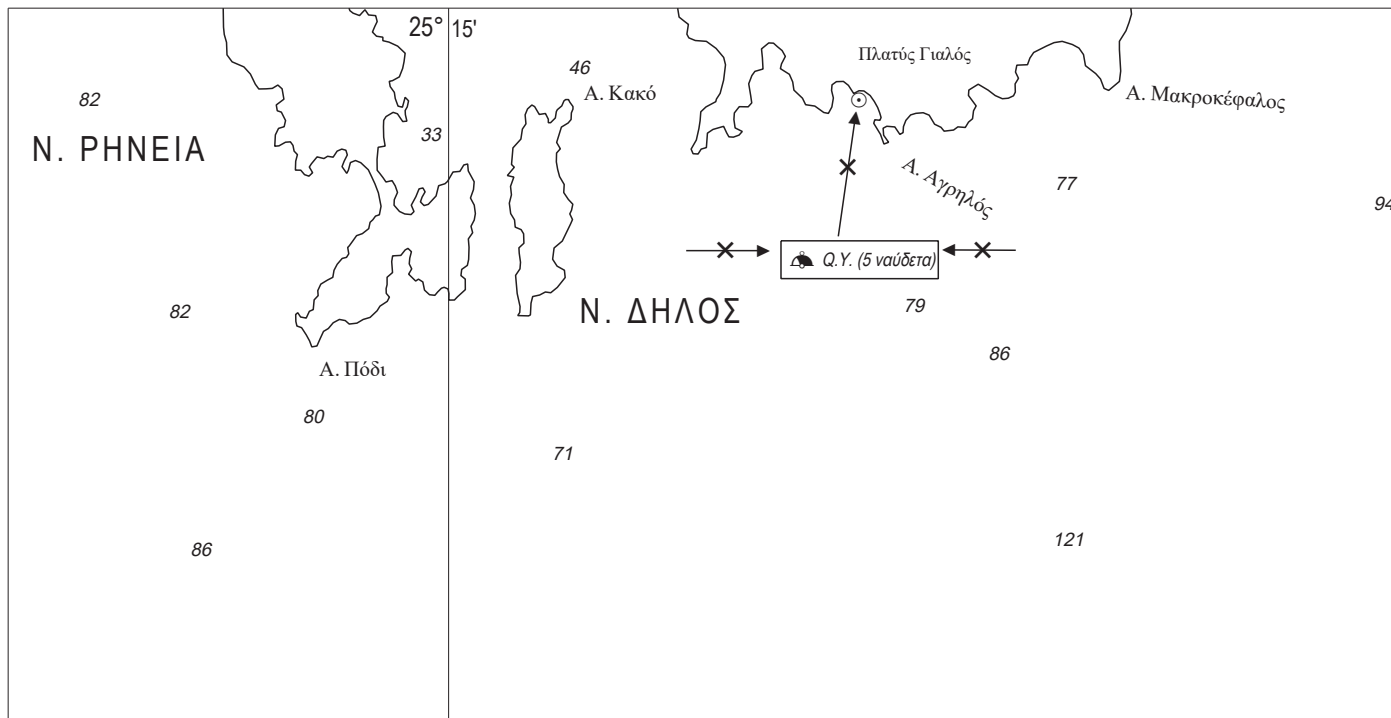 25° 15'
46
Πλατύς Γιαλός
82
Α. Κακό
Α. Μακροκέφαλος
33
Ν. ΡΗΝΕΙΑ
Α. Αγρηλός
77
94
Q.Y. (5 ναύδετα)
82
Ν. ΔΗΛΟΣ
79
86
Α. Πόδι
80
71
86
121